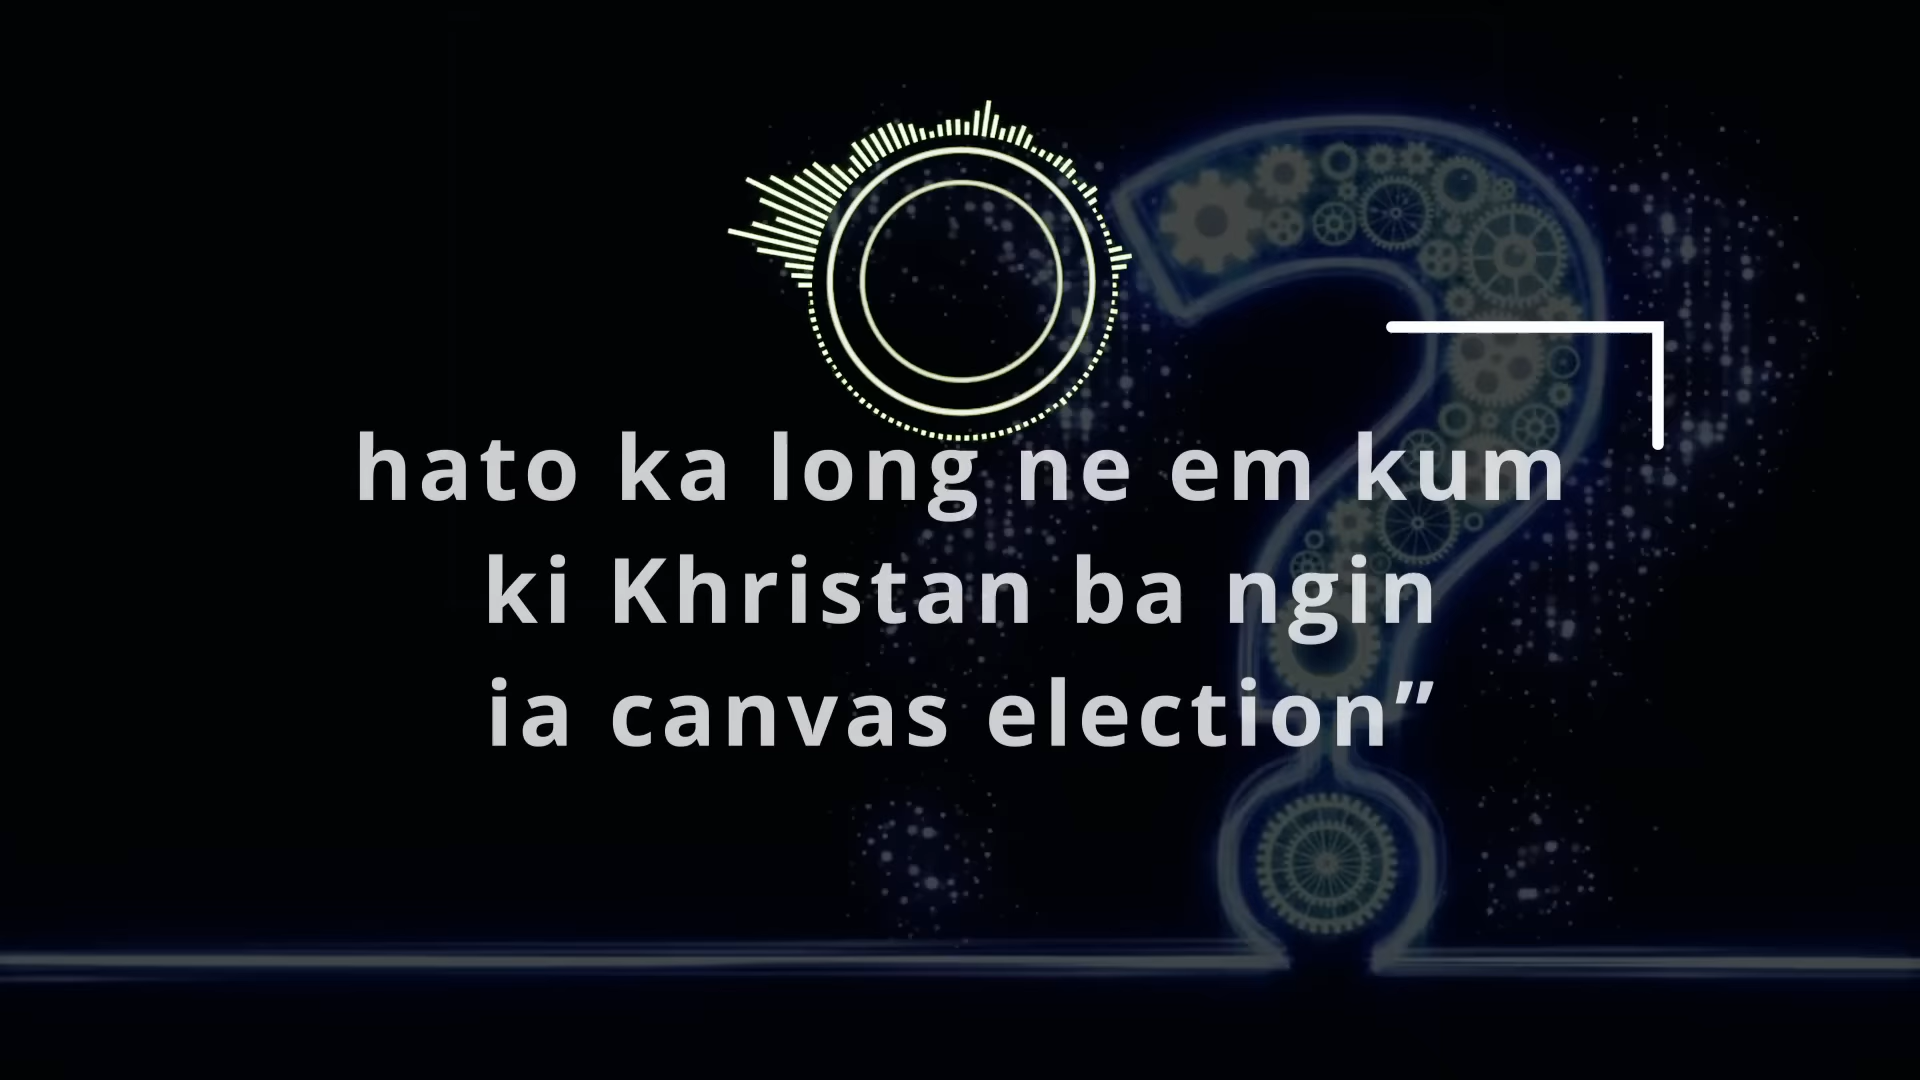 hato ka long ne em kum
ki Khristan ba ngin
ia canvas election”